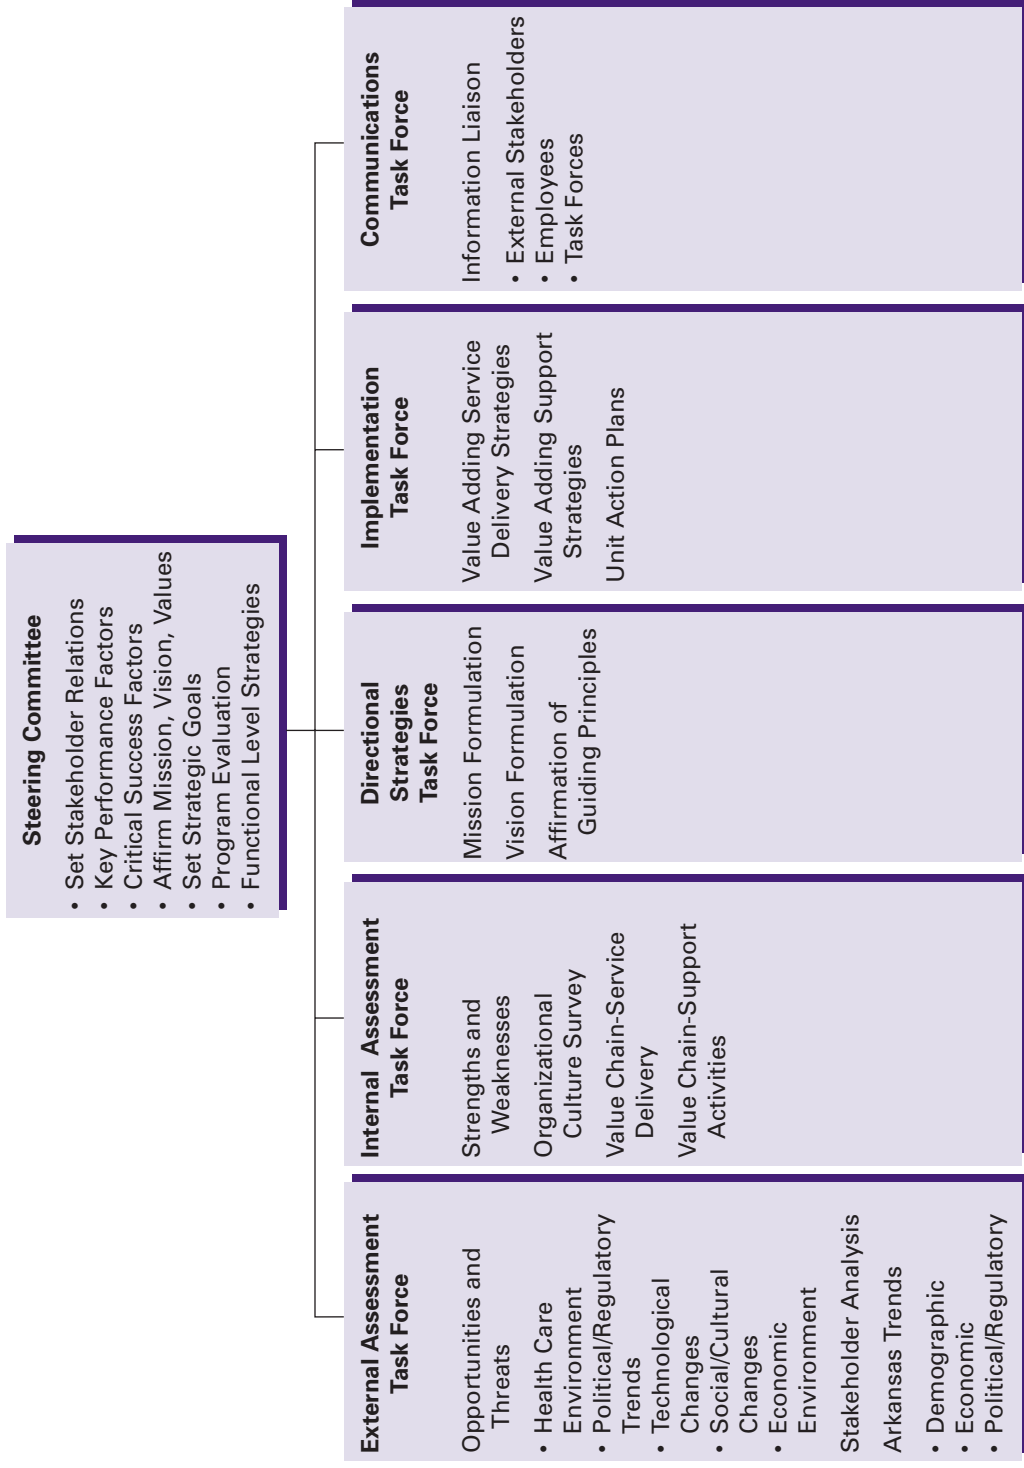 Steering Committee
• Set Stakeholder Relations
• Key Performance Factors
• Critical Success Factors
• Affirm Mission, Vision, Values
• Set Strategic Goals
• Program Evaluation
• Functional Level Strategies
External Assessment
Task Force
Opportunities and
Threats
• Health Care
Environment
• Political/Regulatory
Trends
• Technological
Changes
• Social/Cultural
Changes
• Economic
Environment
Stakeholder Analysis
Arkansas Trends
• Demographic
• Economic
• Political/Regulatory
Internal Assessment
Task Force
Strengths and
Weaknesses
Organizational
Culture Survey
Value Chain-Service
Delivery
Value Chain-Support
Activities
Directional
Strategies
Task Force
Mission Formulation
Vision Formulation
Affirmation of
Guiding Principles
Implementation
Task Force
Value Adding Service
Delivery Strategies
Value Adding Support
Strategies
Unit Action Plans
Communications
Task Force
Information Liaison
• External Stakeholders
• Employees
• Task Forces